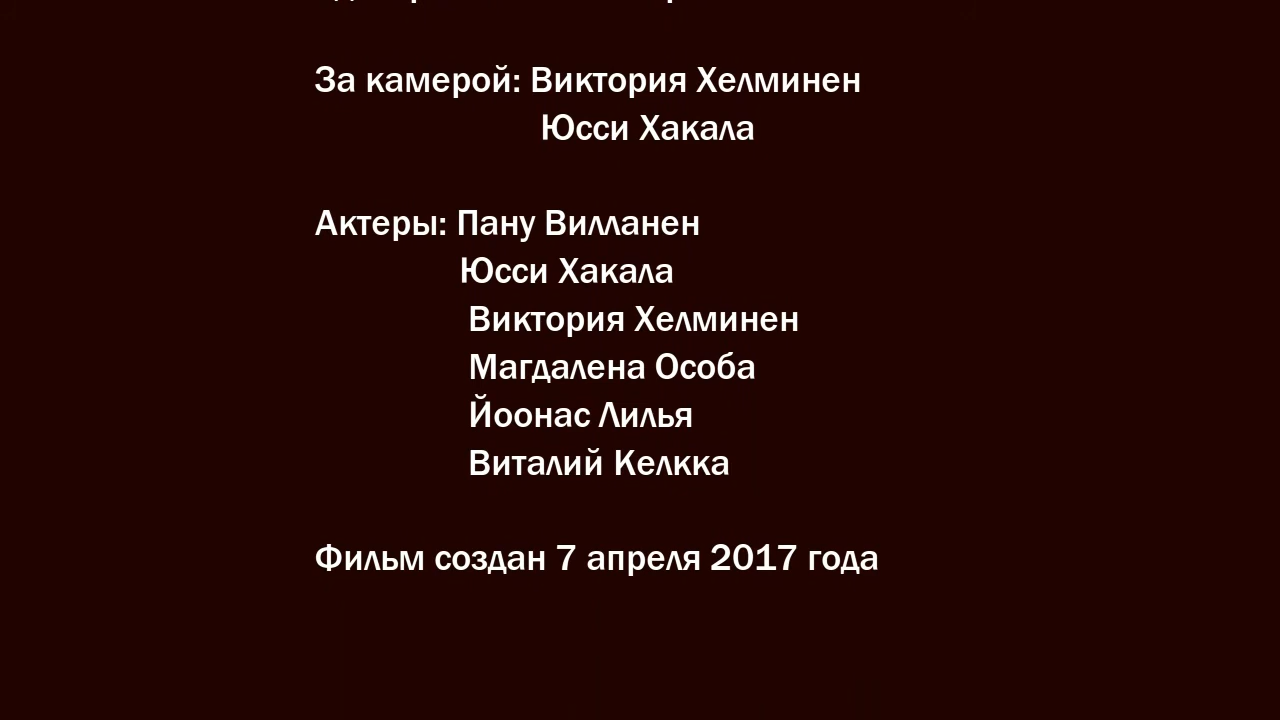 За камерой: Виктория Хелминен
Юсси Хакала
Актеры: Пану Вилланен
Юсси Хакала
Виктория Хелминен
Магдалена Особа
Йоонас Лилья
Виталий Келкка
Фильм создан 7 апреля 2017 года